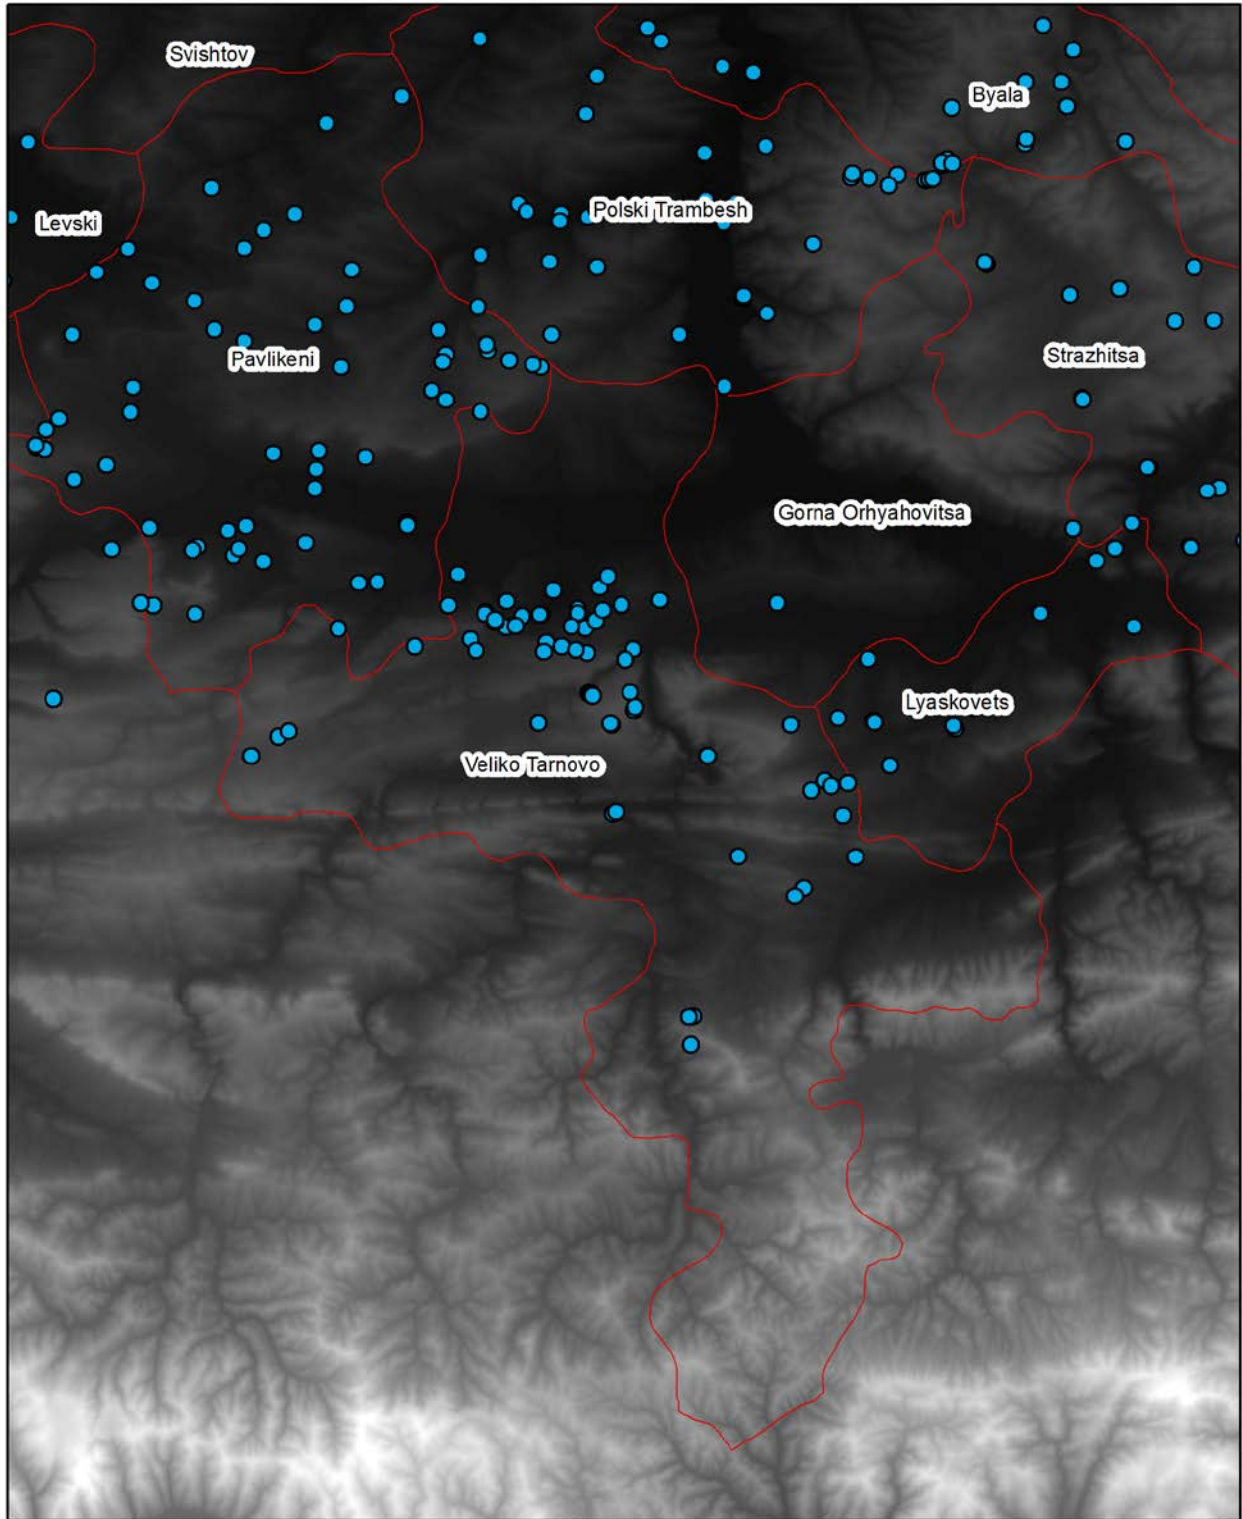 Svishtov
Byala
Polski Trambesh
Levski
Pavlikeni
Strazhitsa
Gorna Orhyahovitsa
Lyaskovets
Veliko Tarnovo